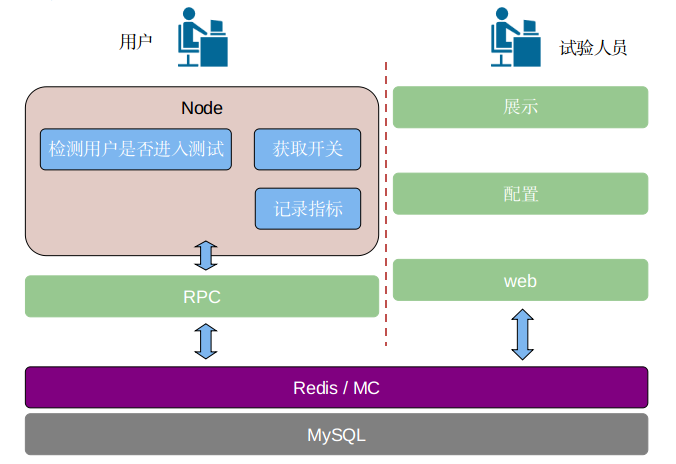 用户
试验人员
Node
检测用户是否进入测试
获取开关
记录指标
RPC
展示
配置
web
Redis / MC
MySQL